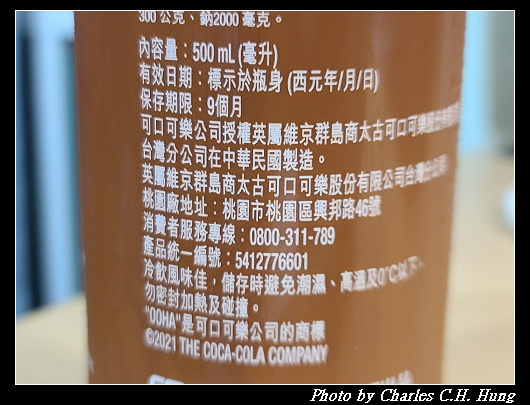 300 公克、鈉2000 毫克。
內容量：500 mL (毫升)
有效日期：標示於瓶身 (西元年/月/日)
保存期限：9個月
可口可樂公司授權英屬維京群島商太古可口可樂股份有限
台灣分公司在中華民國製造。
英屬維京群島商太古可口可樂股份有限公司台灣分公司
桃園廠地址：桃園市桃園區興邦路46號
消費者服務專線：0800-311-789
產品統一編號：5412776601
冷飲風味佳，儲存時避免潮濕、高溫及0°C以下、
勿密封加熱及碰撞。
"OOHA" 是可口可樂公司的商標
©2021 THE COCA-COLA COMPANY
Photo by Charles C.H. Hung